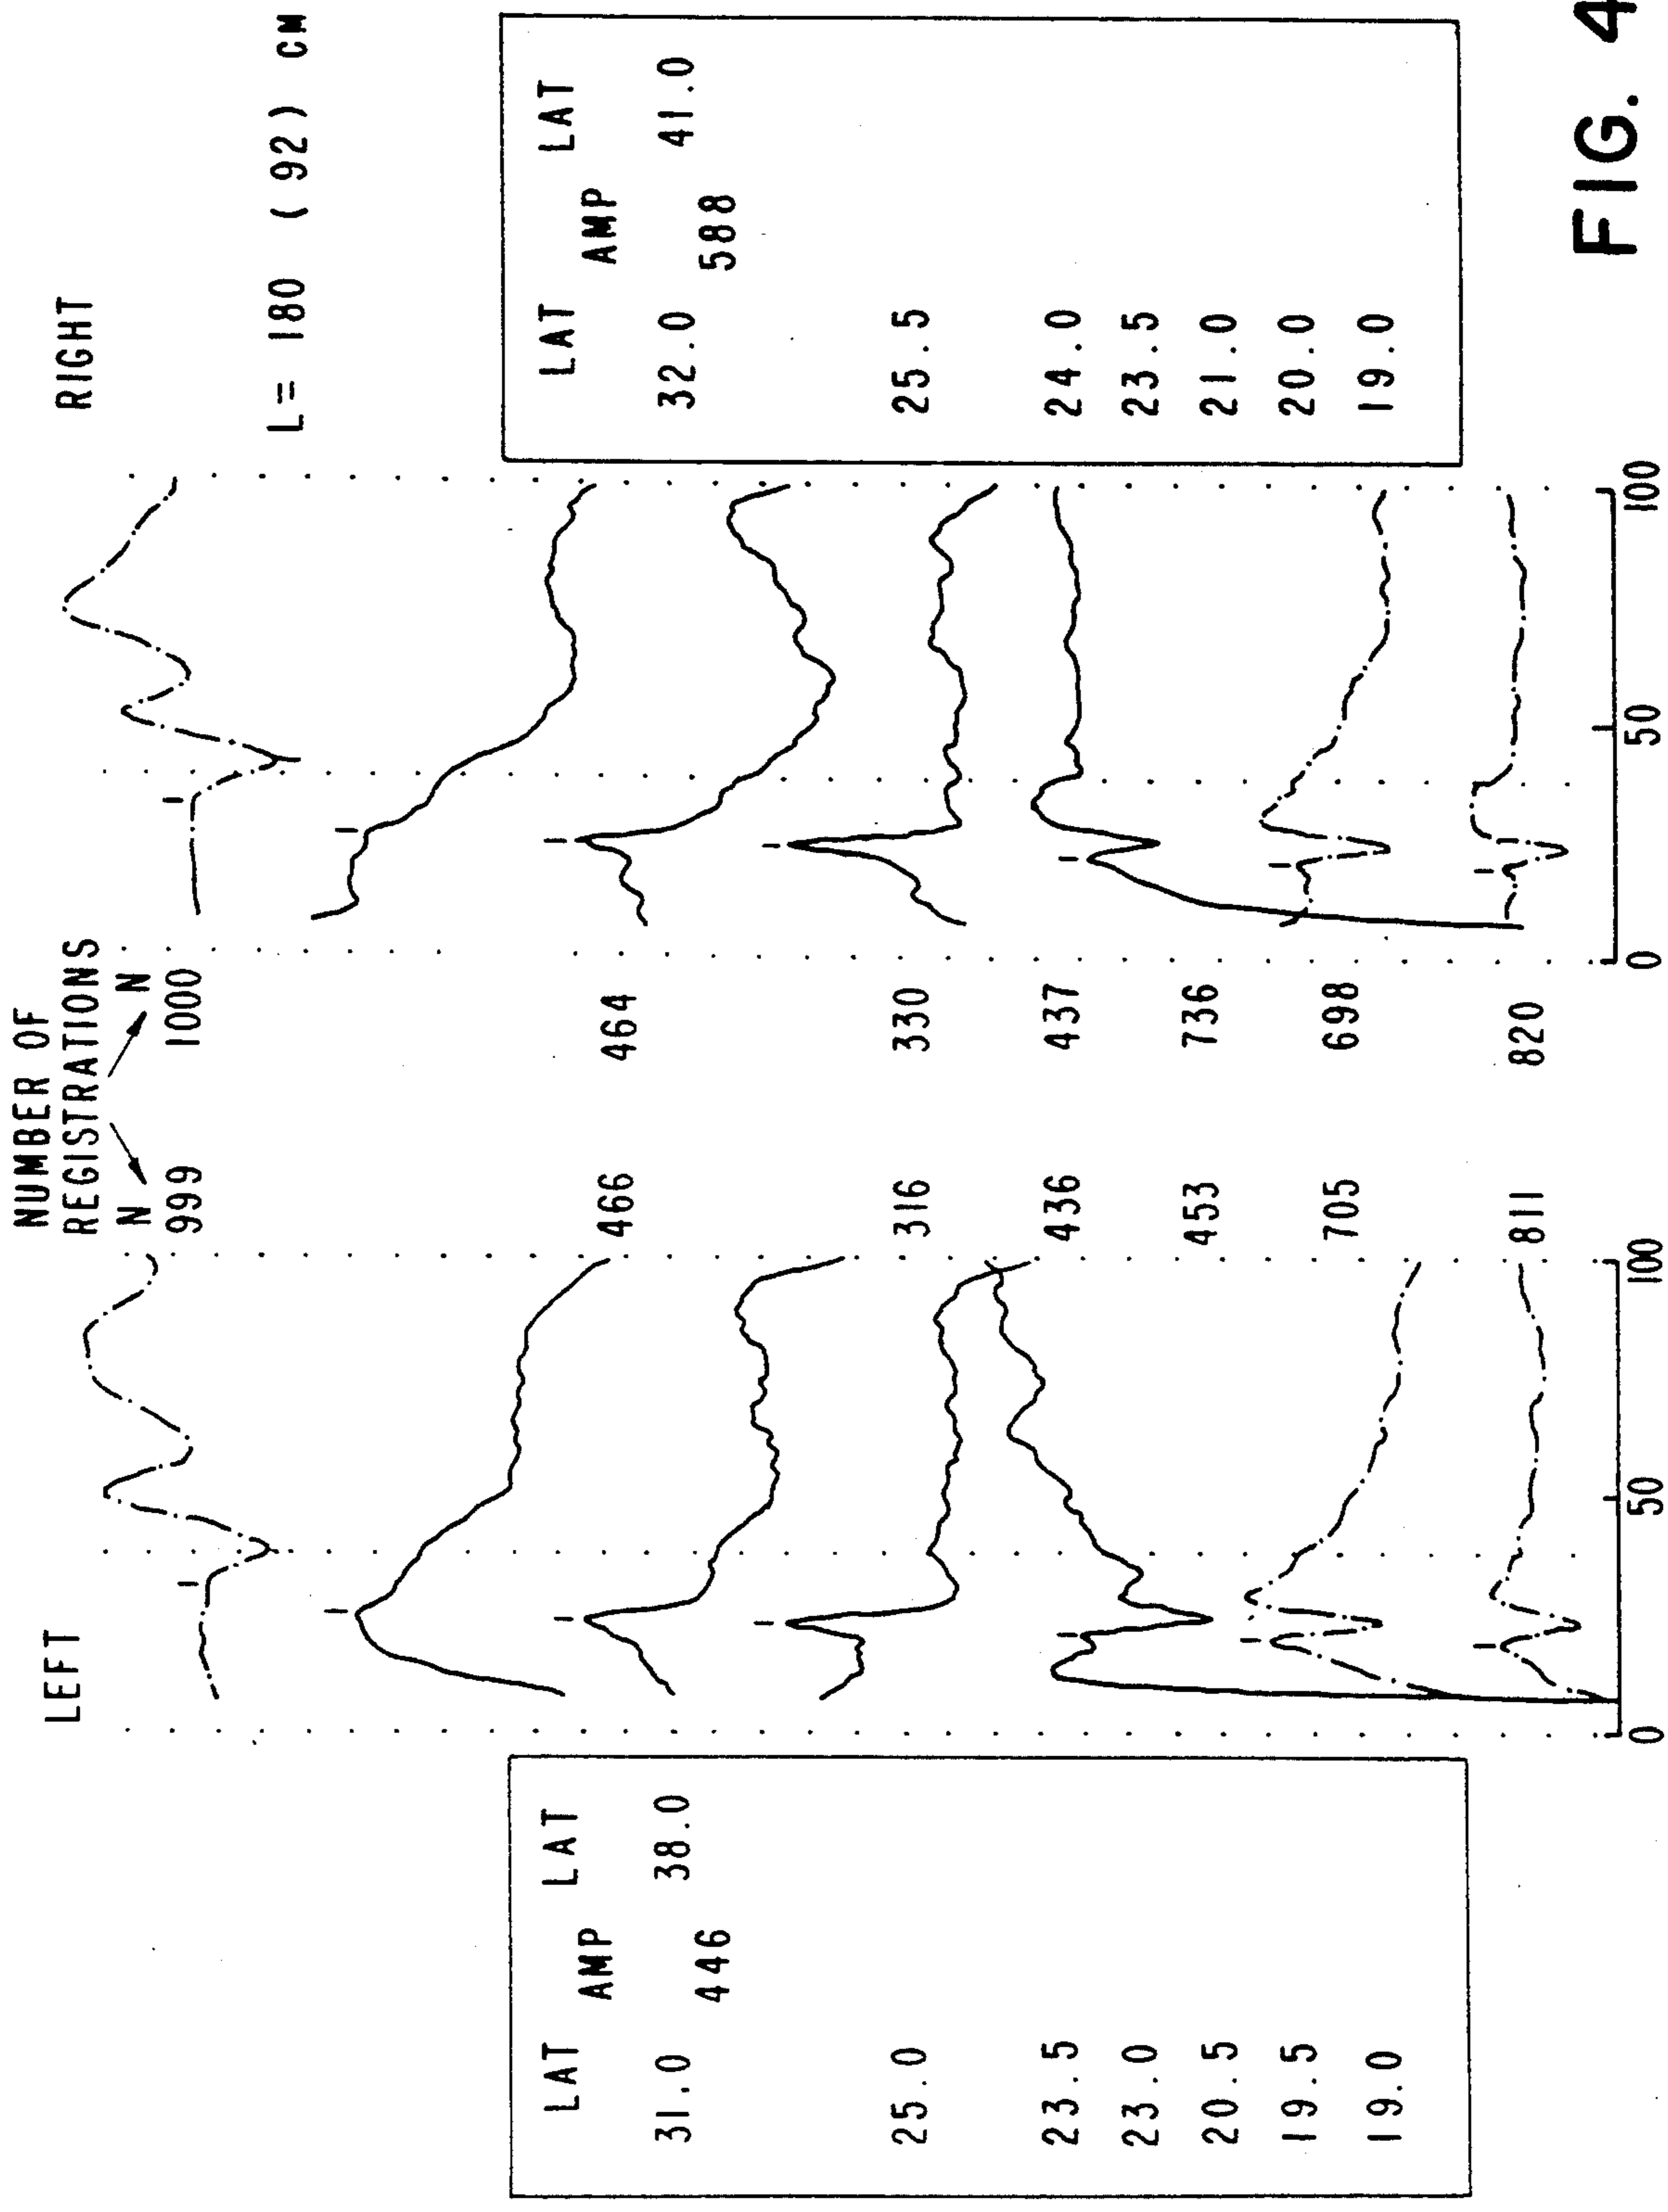 NUMBER OF
REGISTRATIONS
LEFT
RIGHT
N N
999 1000
L= 180 (92) CM
LAT LAT
AMP
31.0 38.0
446
25.0
23.5
23.0
20.5
19.5
19.0
466 464
316 330
436 437
453 736
705 698
811 820
LAT LAT
AMP
32.0 41.0
588
25.5
24.0
23.5
21.0
20.0
19.0
0 50 100
0 50 100
FIG. 4